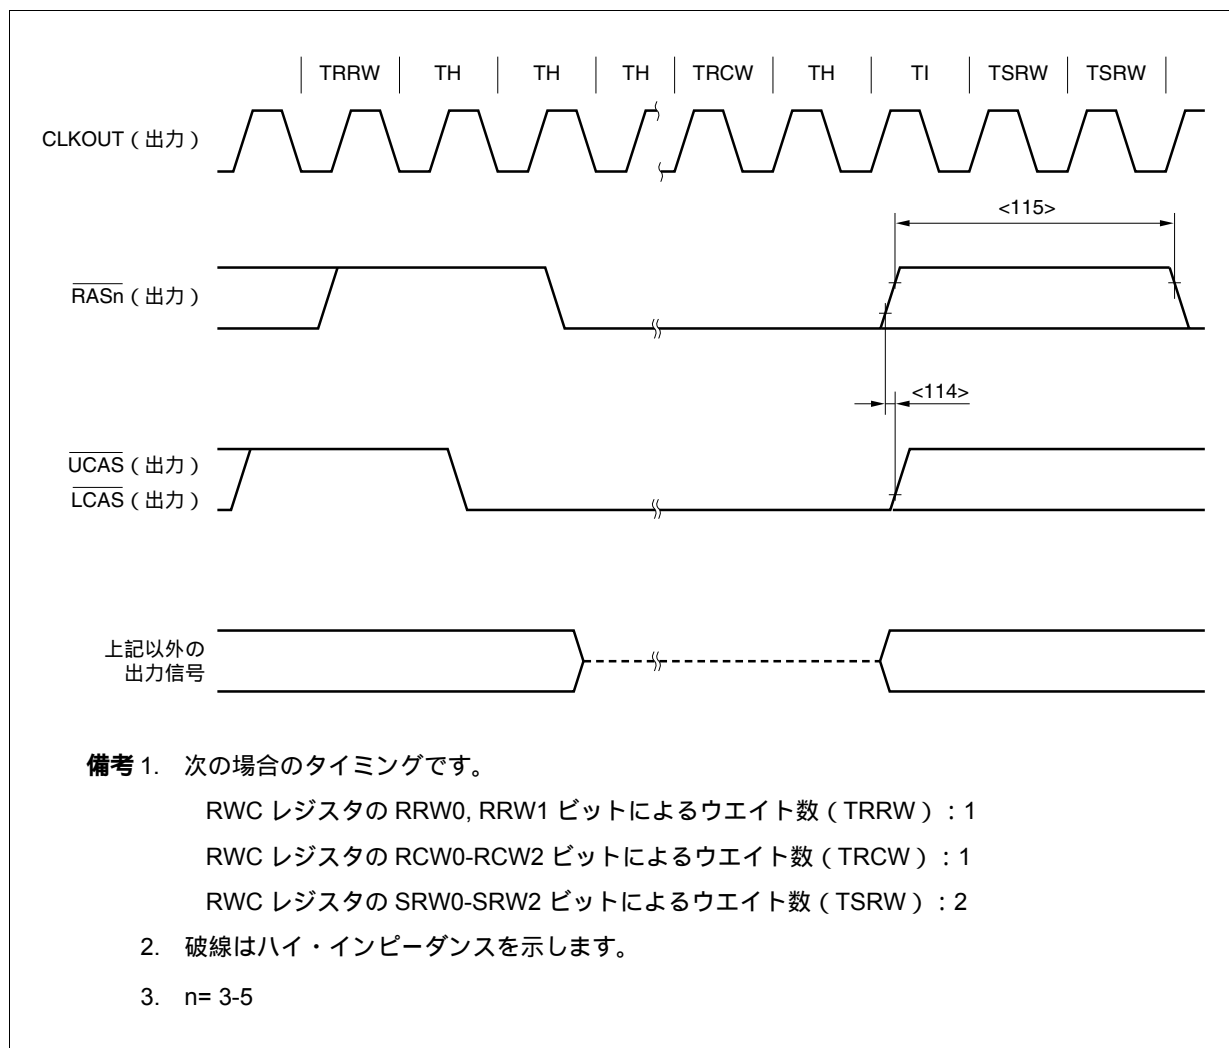 TRRW TH TH TH TRCW TH TI TSRW TSRW
CLKOUT（出力）
<115>
RASn（出力）
<114>
UCAS（出力）
LCAS（出力）
上記以外の
出力信号
備考 1. 次の場合のタイミングです。
RWC レジスタの RRW0, RRW1 ビットによるウエイト数（TRRW）: 1
RWC レジスタの RCW0-RCW2 ビットによるウエイト数（TRCW）: 1
RWC レジスタの SRW0-SRW2 ビットによるウエイト数（TSRW）: 2
2. 破線はハイ・インピーダンスを示します。
3. n= 3-5